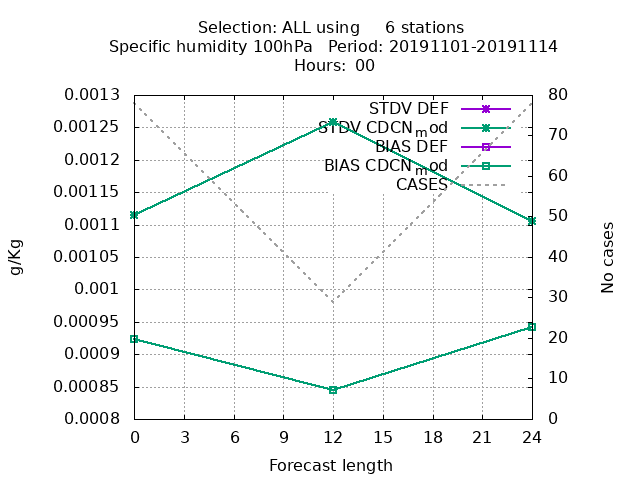 Selection: ALL using     6 stations
Specific humidity 100hPa   Period: 20191101-20191114
Hours: 00
STDV DEF
STDV CDCNmod
BIAS DEF
BIAS CDCNmod
CASES
0.0013
0.00125
0.0012
0.00115
0.0011
0.00105
0.001
0.00095
0.0009
0.00085
0.0008
g/Kg
80
70
60
50
40
30
20
10
0
No cases
0 3 6 9 12 15 18 21 24
Forecast length